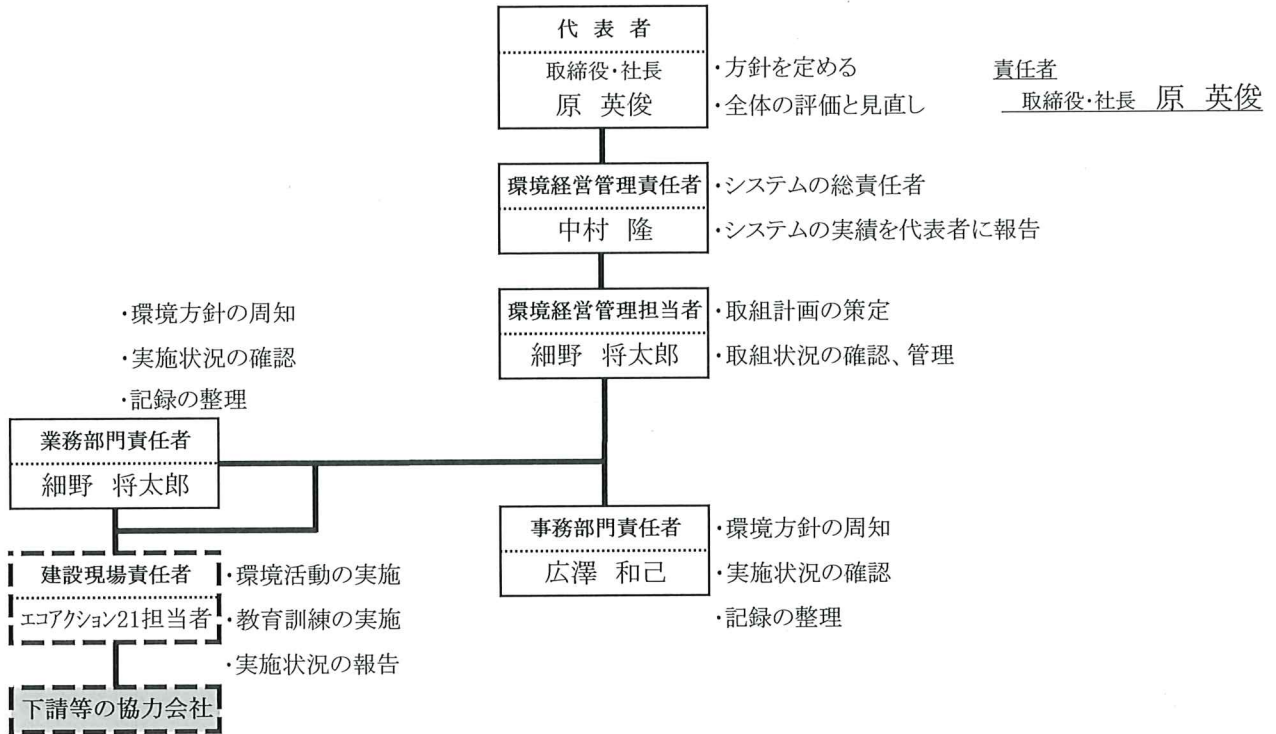 代 表 者
取締役･社長
原 英俊
･方針を定める
･全体の評価と見直し
責任者
取締役･社長 原 英俊
環境経営管理責任者
中村 隆
･システムの総責任者
･システムの実績を代表者に報告
環境経営管理担当者
細野 将太郎
･取組計画の策定
･取組状況の確認、管理
･環境方針の周知
･実施状況の確認
･記録の整理
業務部門責任者
細野 将太郎
事務部門責任者
広澤 和己
･環境方針の周知
･実施状況の確認
･記録の整理
建設現場責任者
エコアクション21担当者
･環境活動の実施
･教育訓練の実施
･実施状況の報告
下請等の協力会社